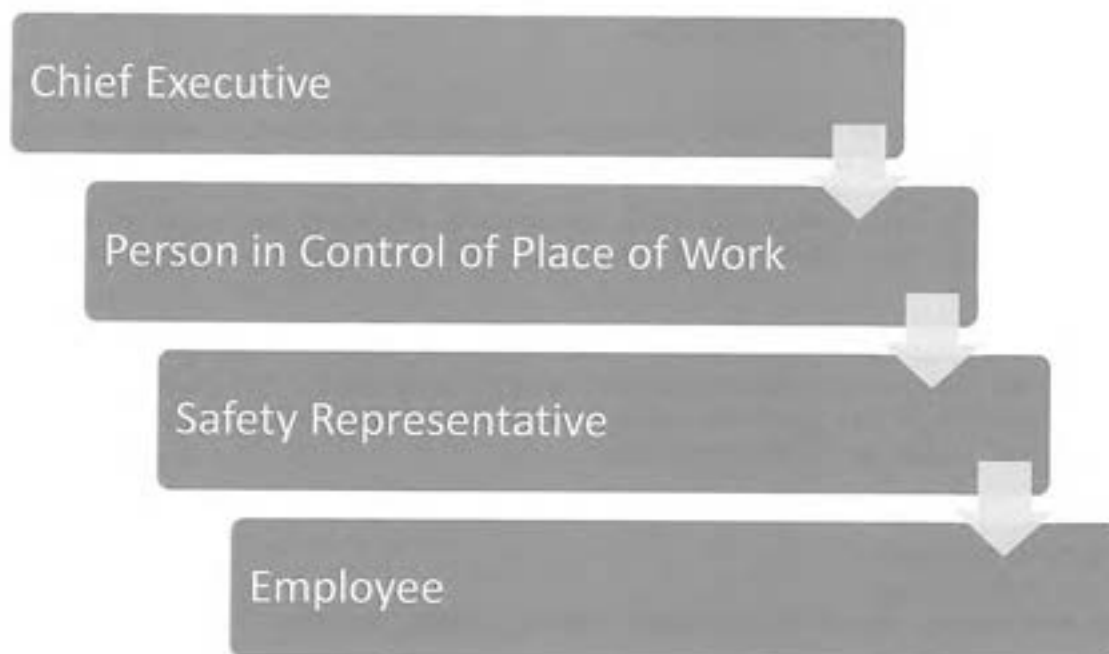 Chief Executive
Person in Control of Place of Work
Safety Representative
Employee